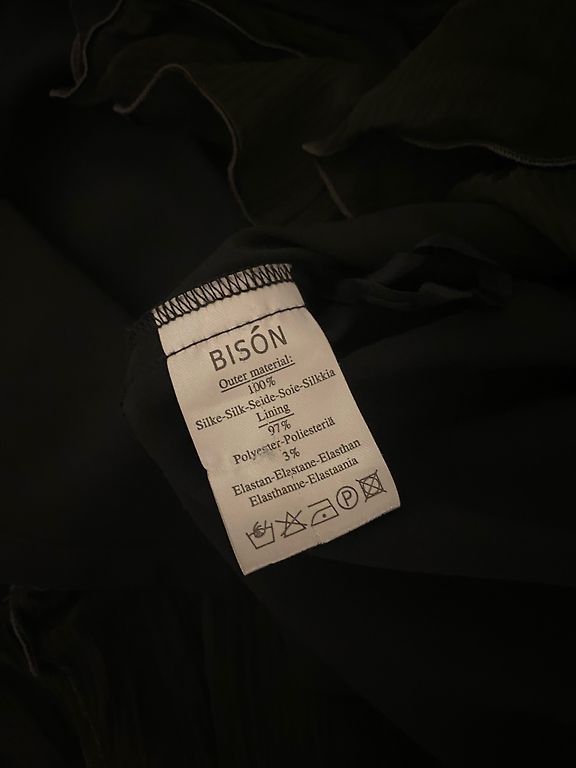 BISÓN
Outer material:
100%
Silke-Silk-Seide-Soie-Silkkia
Lining
97%
Polyester-Poliesteriä
3%
Elastan-Elastane-Elasthan
Elasthanne-Elastaania
P